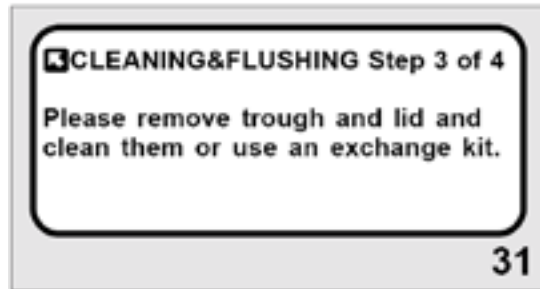 CLEANING&FLUSHING Step 3 of 4
Please remove trough and lid and
clean them or use an exchange kit.
31